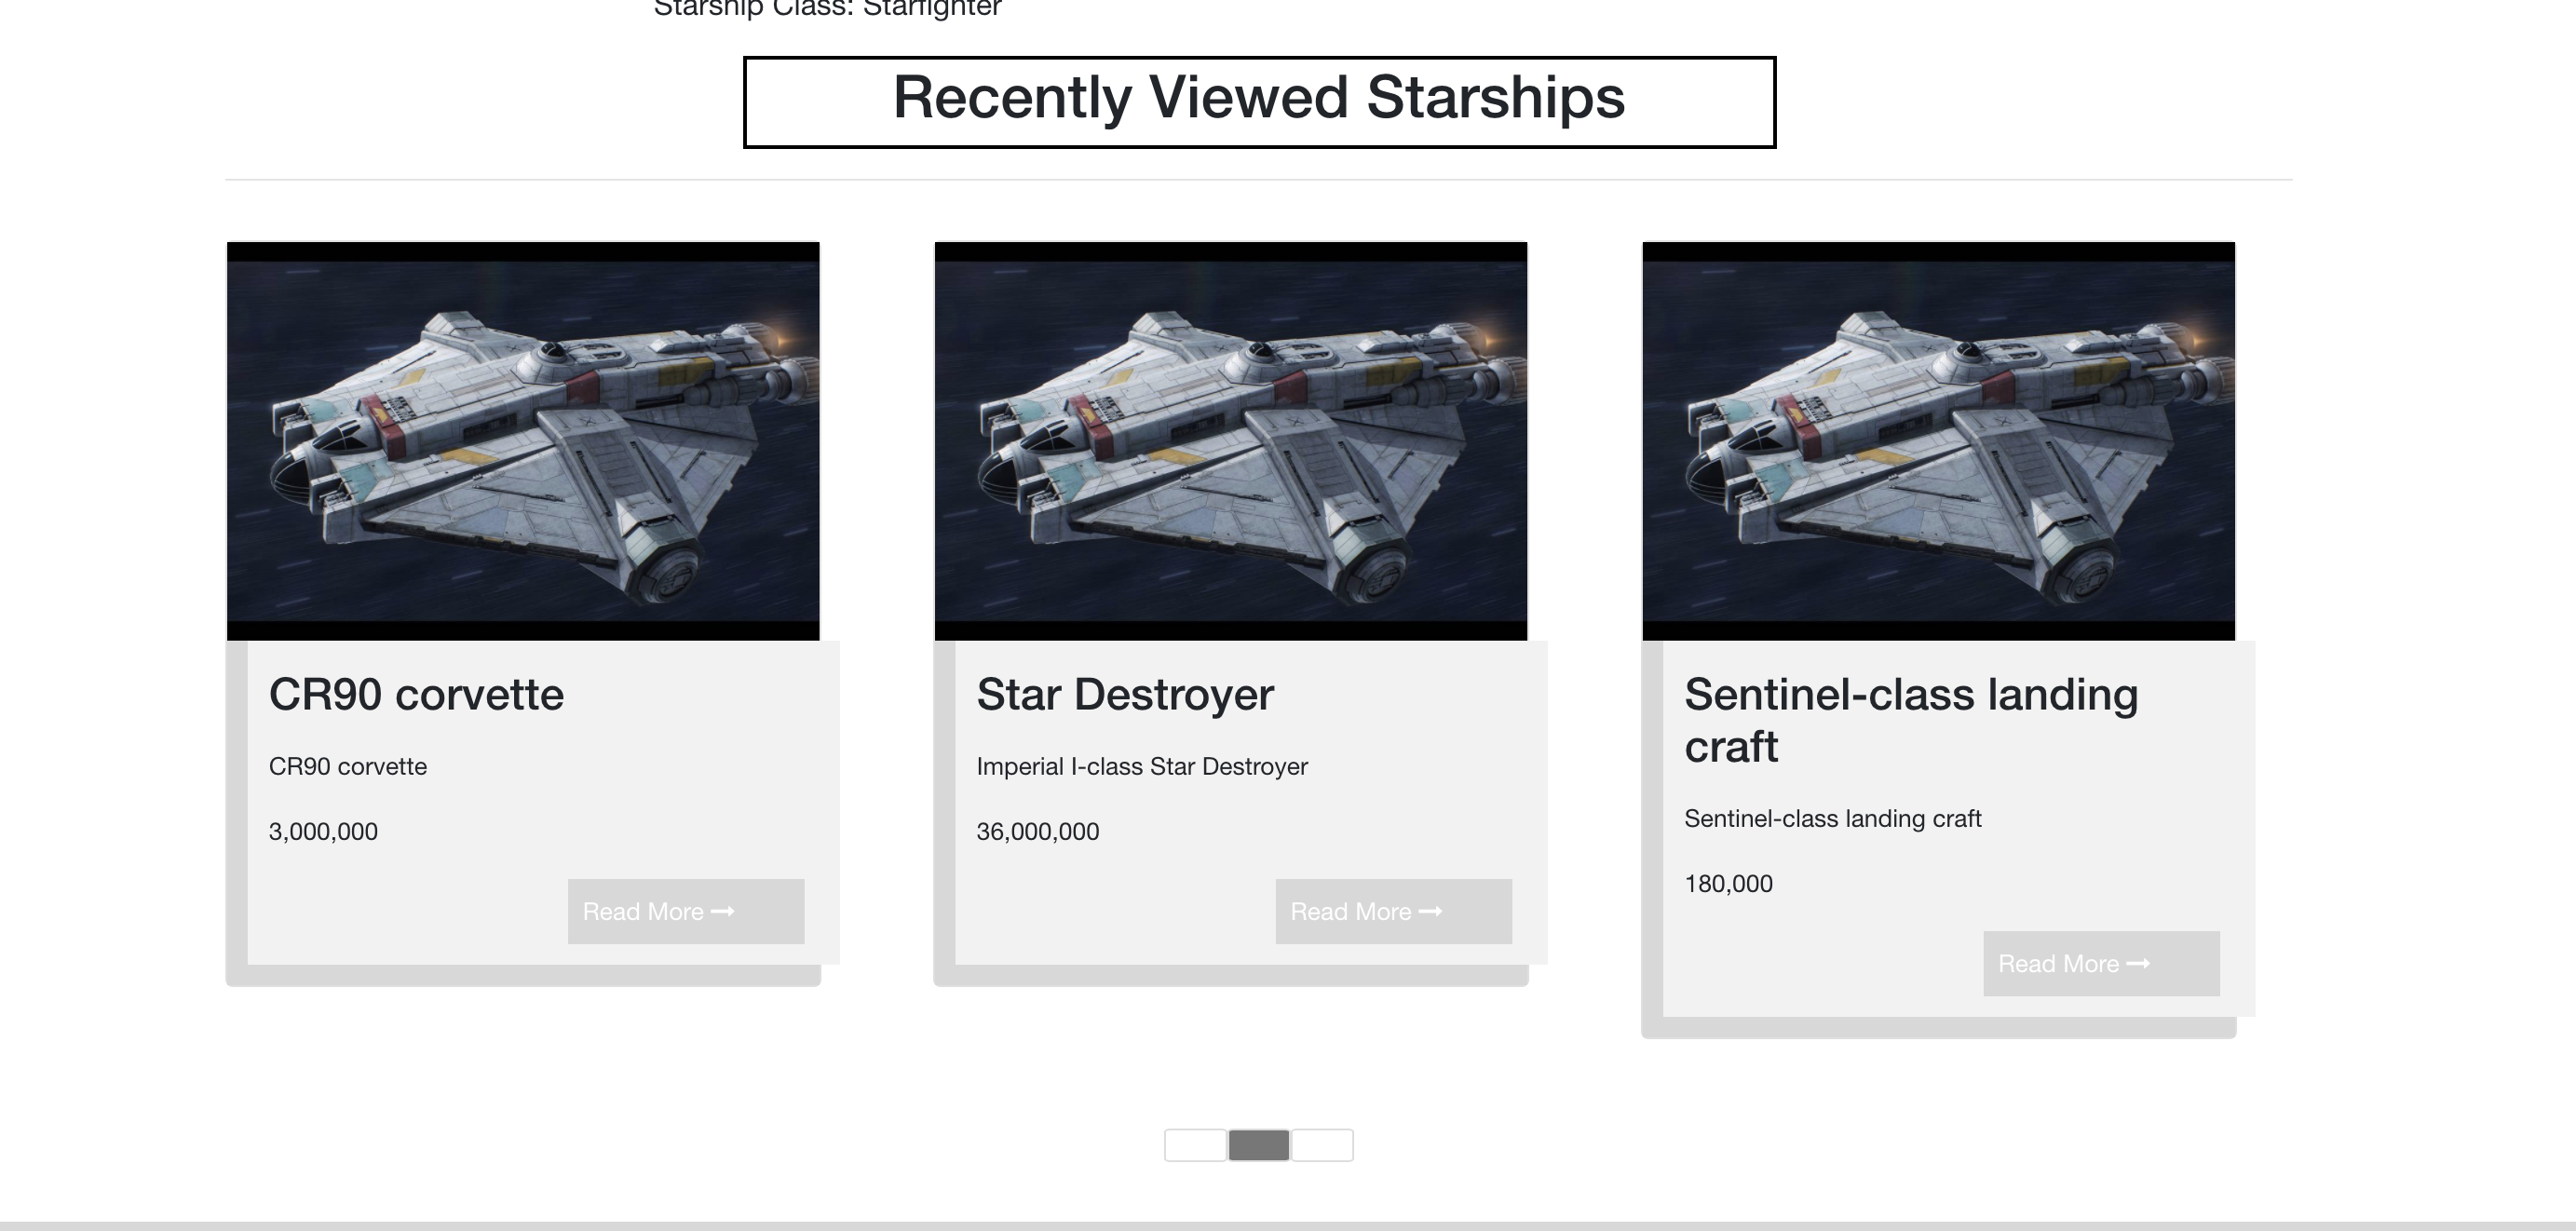 Starship Class: Starfighter
Recently Viewed Starships
CR90 corvette
CR90 corvette
3,000,000
Read More
Star Destroyer
Imperial I-class Star Destroyer
36,000,000
Read More
Sentinel-class landing
craft
Sentinel-class landing craft
180,000
Read More